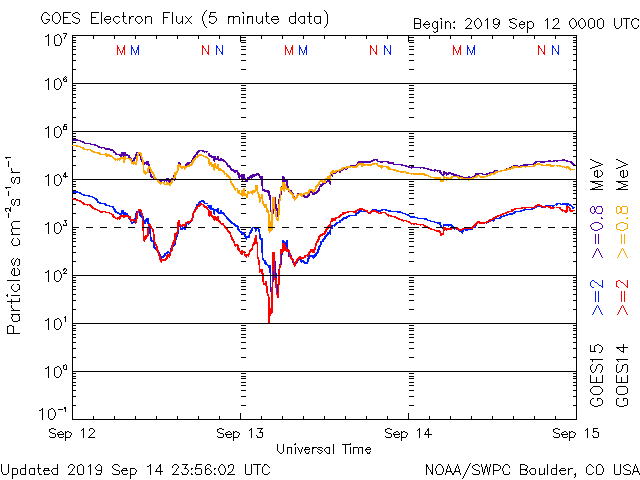 GOES Electron Flux (5 minute data)
Begin: 2019 Sep 12 0000 UTC
M M N N M M N N M M N N
10⁷
10⁶
10⁵
10⁴
10³
10²
10¹
10⁰
10⁻¹
Particles cm⁻²s⁻¹sr⁻¹
Sep 12 Sep 13 Sep 14 Sep 15
Universal Time
GOES15 >=2 >=0.8 MeV
GOES14 >=2 >=0.8 MeV
Updated 2019 Sep 14 23:56:02 UTC
NOAA/SWPC Boulder, CO USA